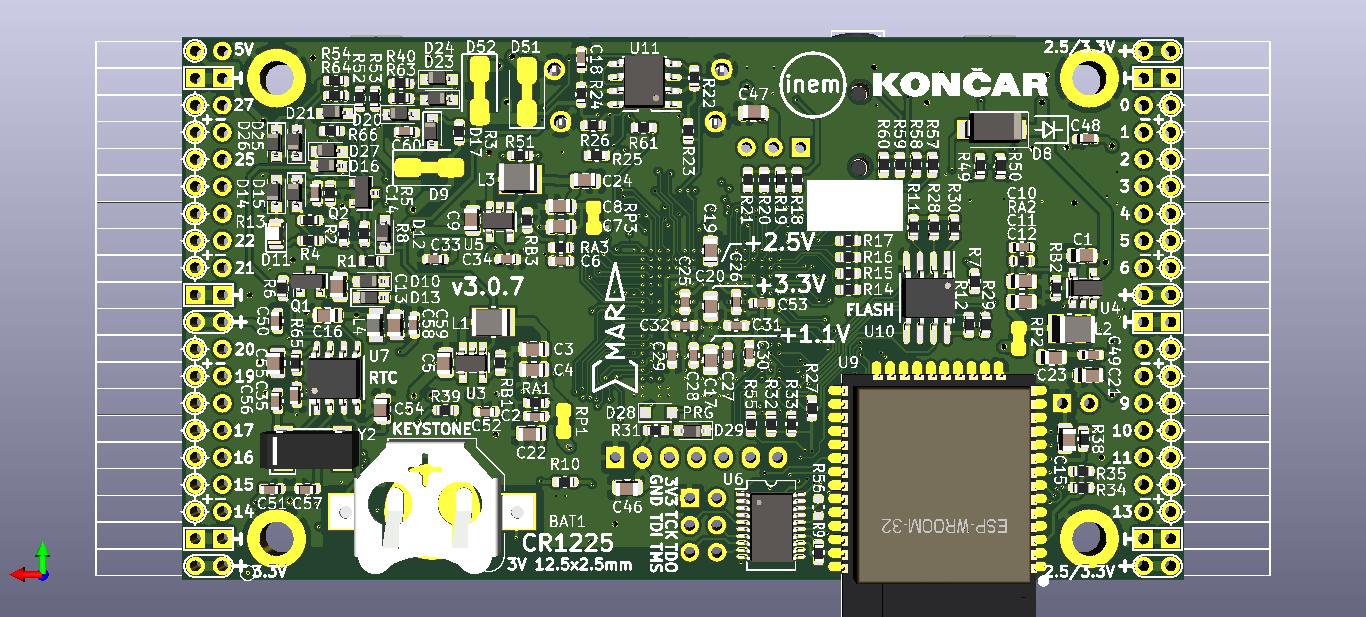 5V
R54
R64
R52
R53
R40
R63
D24
D23
D52
D51
C18
R24
U11
R22
C47
inem
KONČAR
2.5/3.3V +
27
D21
D20
R66
C60
D17
R3
R51
R26
R25
R61
R23
R60
R59
R58
R57
D8
C48
0
1
D26
D25
25
D27
D16
L3
C24
R21
R20
R19
R18
R49
R50
2
3
D14
D15
R13
Q2
C14
R5
D9
C9
U5
C8
C7
RP3
RB3
RA3
C6
C19
R11
R28
R30
C10
RA2
C11
C12
4
D11
22
R4
R2
R1
R8
D12
C33
C34
+2.5V
C20
R17
R16
R15
R14
RB2
C1
5
6
21
R6
Q1
D10
D13
C13
v3.0.7
C25
C26
+3.3V
C53
FLASH
U10
R7
R12
R29
U4
C50
R65
C16
C58
C59
L1
MAR
C32
C31
+1.1V
RP2
L2
20
19
U7
RTC
C5
U3
C3
C4
C29
C28
C17
C27
C30
U9
C23
C49
C21
C55
C35
C56
C54
R39
C52
RB1
RA1
C2
C22
RP1
D28
PRG
R31
D29
R55
R32
R33
R27
9
17
Y2
KEYSTONE
10
R38
C15
16
15
R10
C46
U6
R56
R9
11
R35
R34
C51
C57
14
BAT1
CR1225
3V 12.5x2.5mm
3V3 TCK TDO
GND TDI TMS
ESP-WROOM-32
13
3.3V
2.5/3.3V +